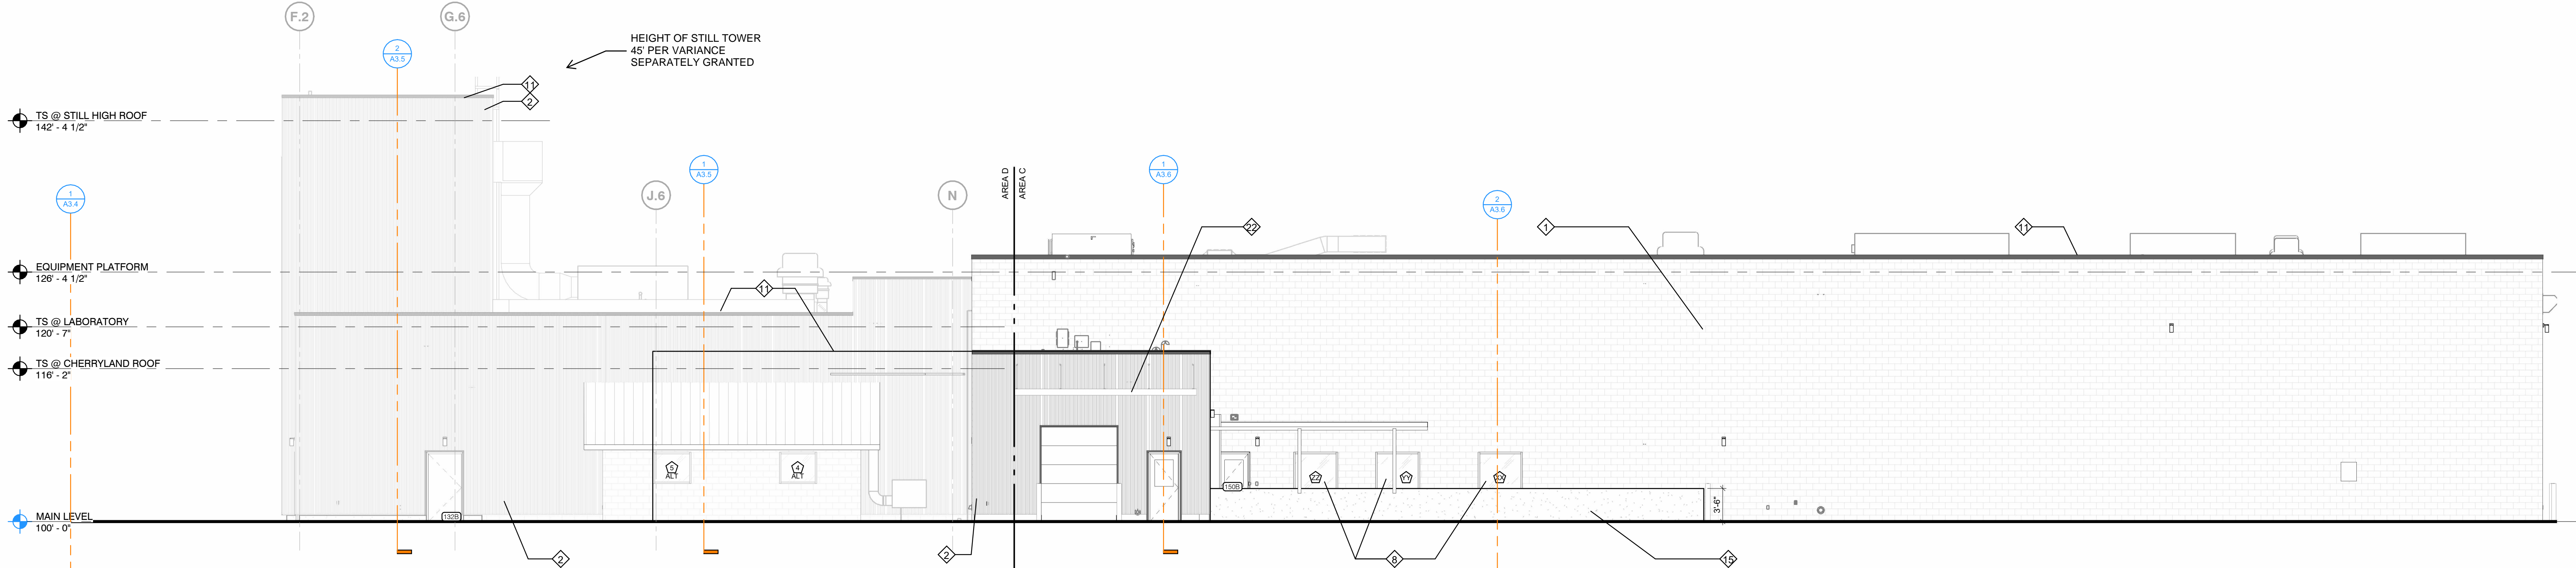 F.2
G.6
2
A3.5
HEIGHT OF STILL TOWER
45' PER VARIANCE
SEPARATELY GRANTED
11
2
TS @ STILL HIGH ROOF
142' - 4 1/2"
1
A3.4
J.6
1
A3.5
N
AREA D
AREA C
1
A3.6
2
A3.6
22
1
11
EQUIPMENT PLATFORM
126' - 4 1/2"
11
TS @ LABORATORY
120' - 7"
TS @ CHERRYLAND ROOF
116' - 2"
5
ALT
4
ALT
ZZ
YY
150B
3'-6"
132B
MAIN LEVEL
100' - 0"
2
2
8
15